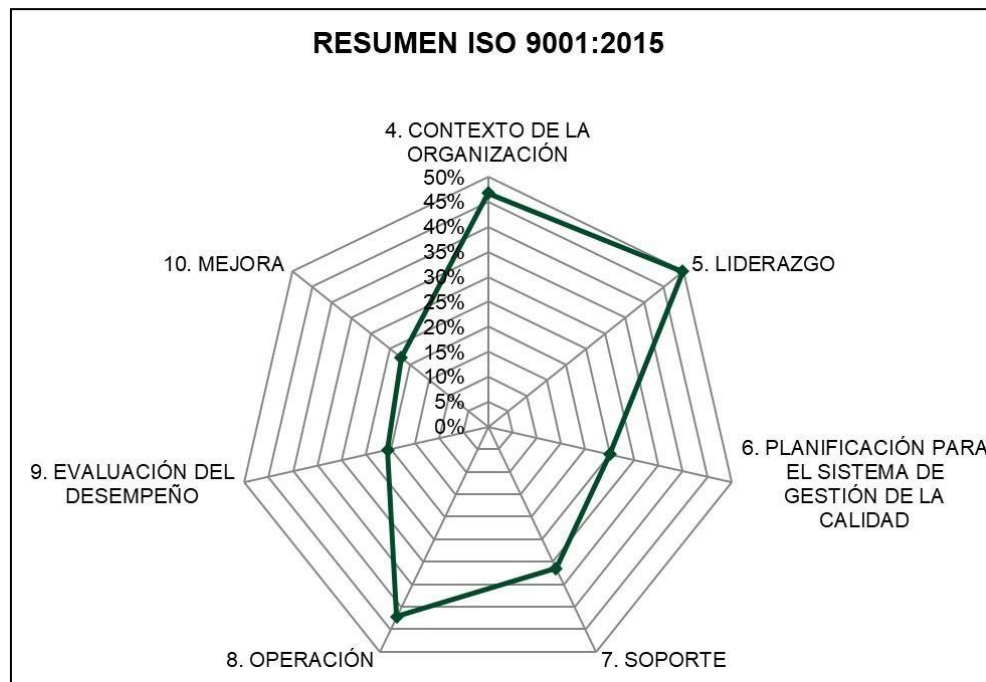 RESUMEN ISO 9001:2015
4. CONTEXTO DE LA
ORGANIZACIÓN
50%
45%
40%
35%
30%
25%
20%
15%
10%
5%
0%
5. LIDERAZGO
6. PLANIFICACIÓN PARA
EL SISTEMA DE
GESTIÓN DE LA
CALIDAD
7. SOPORTE
8. OPERACIÓN
9. EVALUACIÓN DEL
DESEMPEÑO
10. MEJORA